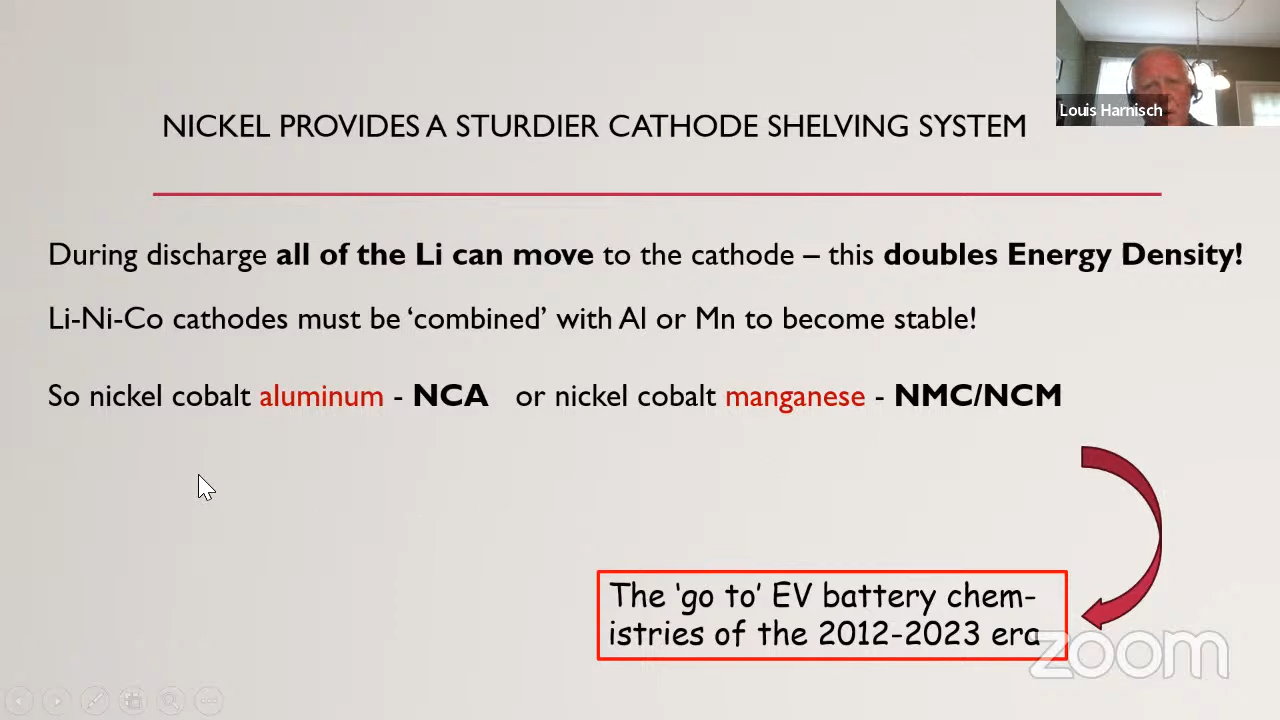 Louis Harnisch
NICKEL PROVIDES A STURDIER CATHODE SHELVING SYSTEM
During discharge all of the Li can move to the cathode – this doubles Energy Density!
Li-Ni-Co cathodes must be ‘combined’ with Al or Mn to become stable!
So nickel cobalt aluminum - NCA or nickel cobalt manganese - NMC/NCM
The ‘go to’ EV battery chem-
istries of the 2012-2023 era
zoom